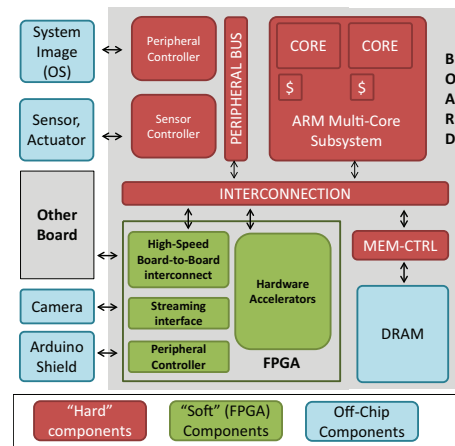 System
Image
(OS)
Peripheral
Controller
PERIPHERAL BUS
CORE
CORE
$
$
ARM Multi-Core
Subsystem
B
O
A
R
D
Sensor,
Actuator
Sensor
Controller
INTERCONNECTION
Other
Board
High-Speed
Board-to-Board
interconnect
Hardware
Accelerators
MEM-CTRL
Camera
Streaming
interface
DRAM
Arduino
Shield
Peripheral
Controller
FPGA
“Hard”
components
“Soft” (FPGA)
Components
Off-Chip
Components